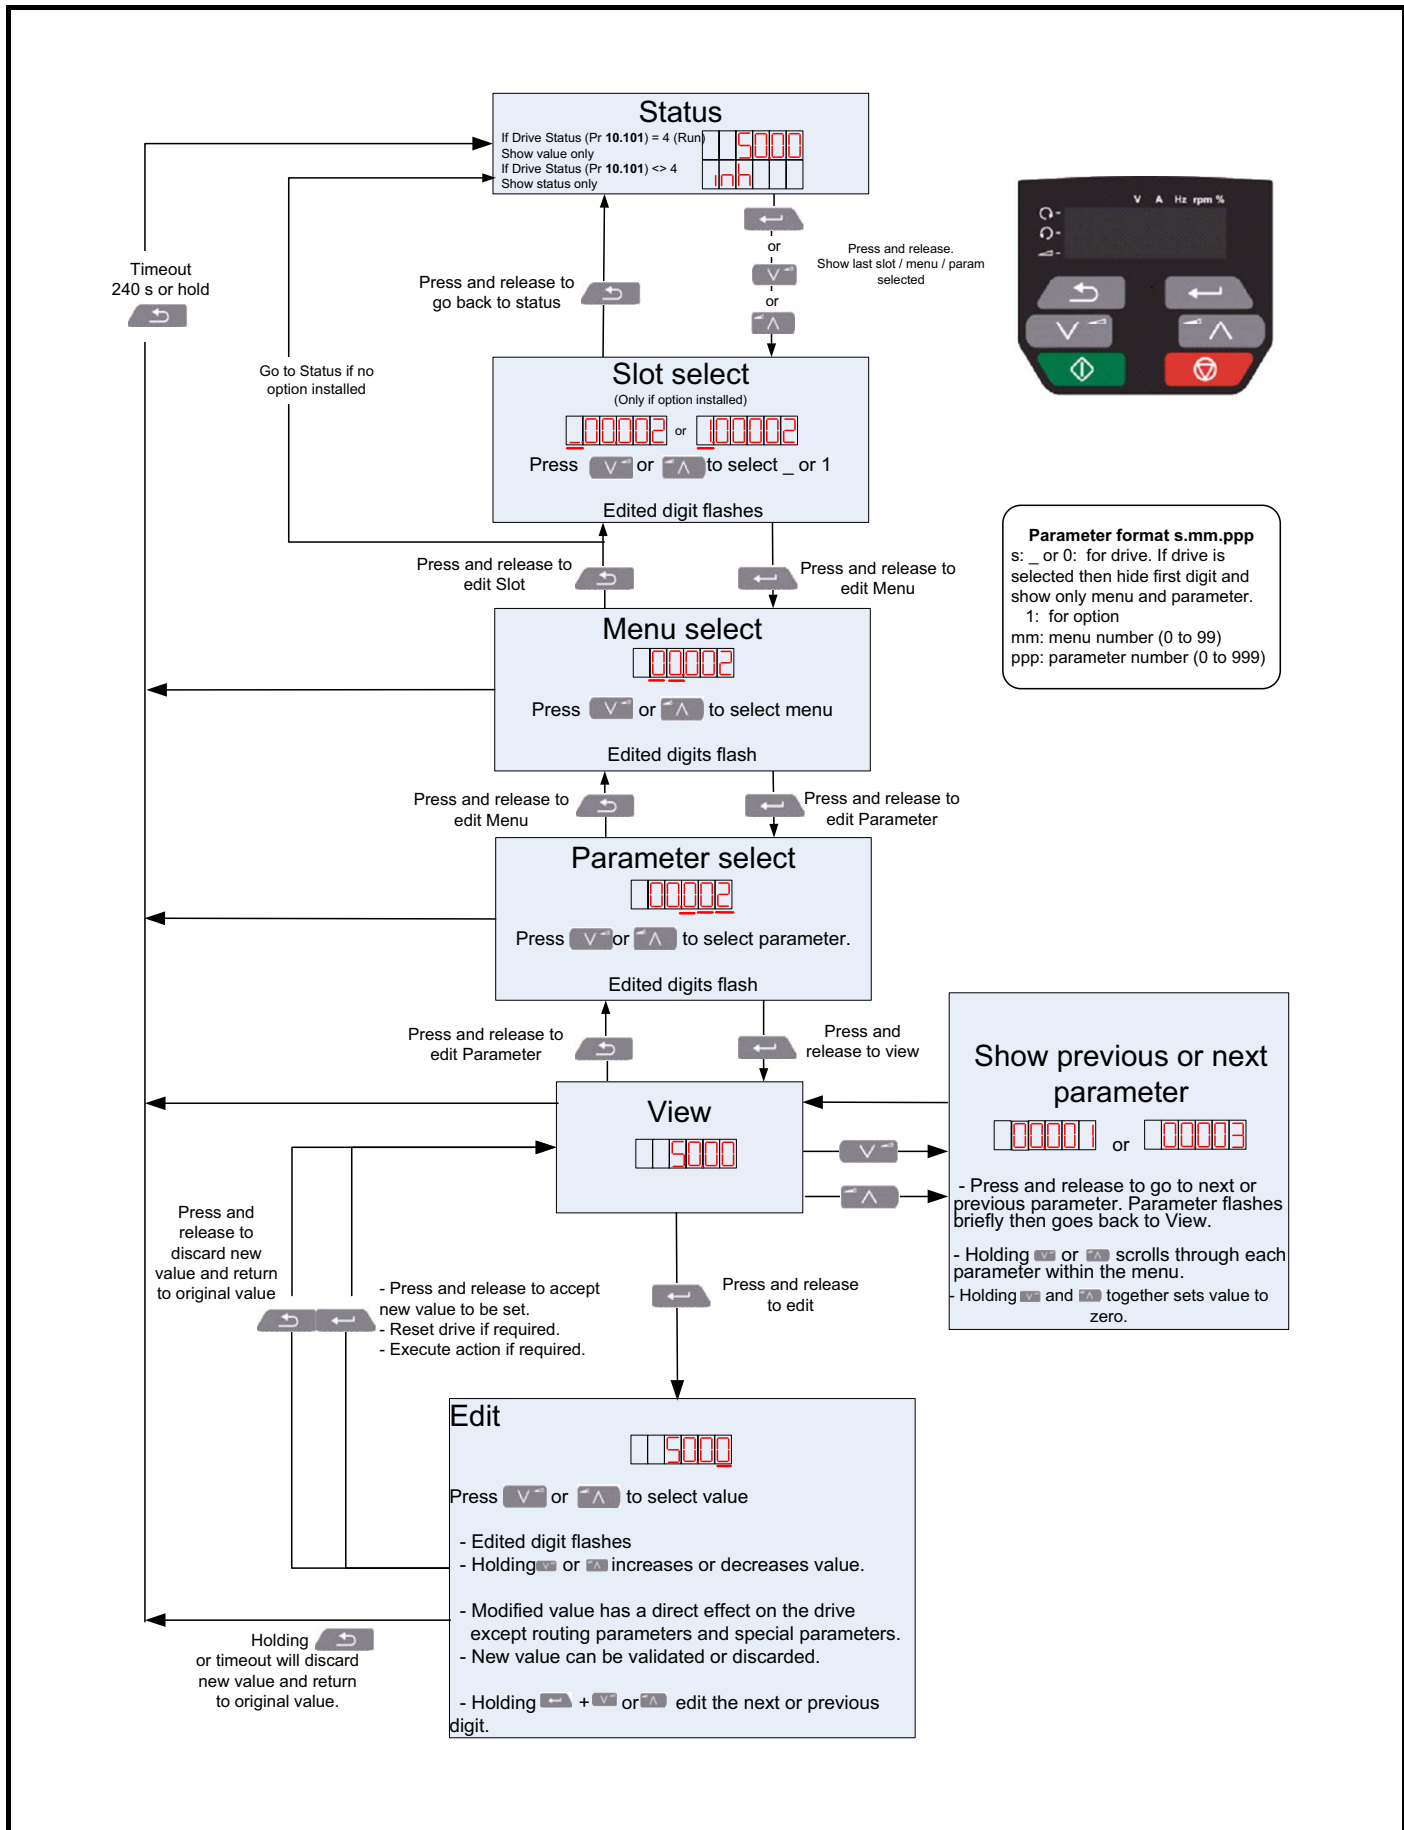 Status
If Drive Status (Pr 10.101) = 4 (Run)
Show value only
If Drive Status (Pr 10.101) <> 4
Show status only
50.00
inh
V A Hz rpm %
Timeout
240 s or hold
Press and release to
go back to status
or
or
Press and release.
Show last slot / menu / param
selected
Go to Status if no
option installed
Slot select
(Only if option installed)
_00002 or 100002
Press or to select _ or 1
Edited digit flashes
Press and release to
edit Slot
Press and release to
edit Menu
Parameter format s.mm.ppp
s: _ or 0: for drive. If drive is
selected then hide first digit and
show only menu and parameter.
1: for option
mm: menu number (0 to 99)
ppp: parameter number (0 to 999)
Menu select
00002
Press or to select menu
Edited digits flash
Press and release to
edit Menu
Press and release to
edit Parameter
Parameter select
00002
Press or to select parameter.
Edited digits flash
Press and release to
edit Parameter
Press and
release to view
View
5000
Show previous or next
parameter
00001 or 00003
- Press and release to go to next or
previous parameter. Parameter flashes
briefly then goes back to View.
- Holding or scrolls through each
parameter within the menu.
- Holding and together sets value to
zero.
Press and
release to
discard new
value and return
to original value
- Press and release to accept
new value to be set.
- Reset drive if required.
- Execute action if required.
Press and release
to edit
Edit
5000
Press or to select value
- Edited digit flashes
- Holding or increases or decreases value.
- Modified value has a direct effect on the drive
except routing parameters and special parameters.
- New value can be validated or discarded.
- Holding + or edit the next or previous
digit.
Holding
or timeout will discard
new value and return
to original value.